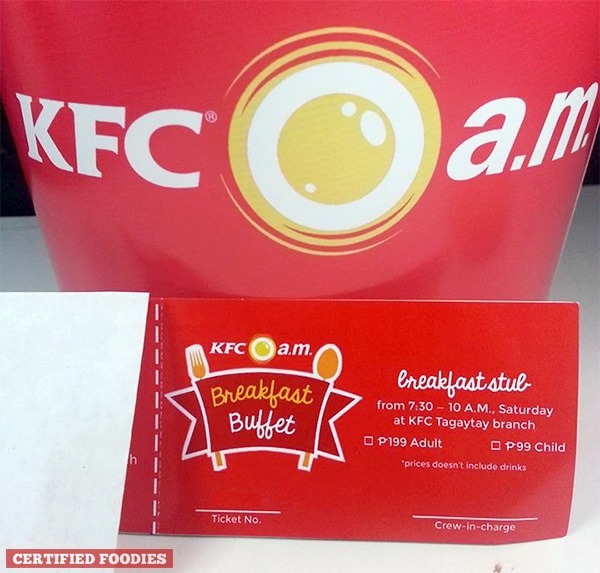 KFC® a.m.
KFC a.m.
Breakfast
Buffet
breakfast stub
from 7:30 – 10 A.M., Saturday
at KFC Tagaytay branch
☐ ₱199 Adult ☐ ₱99 Child
*prices doesn't include drinks
h
Ticket No.
Crew-in-charge
CERTIFIED FOODIES